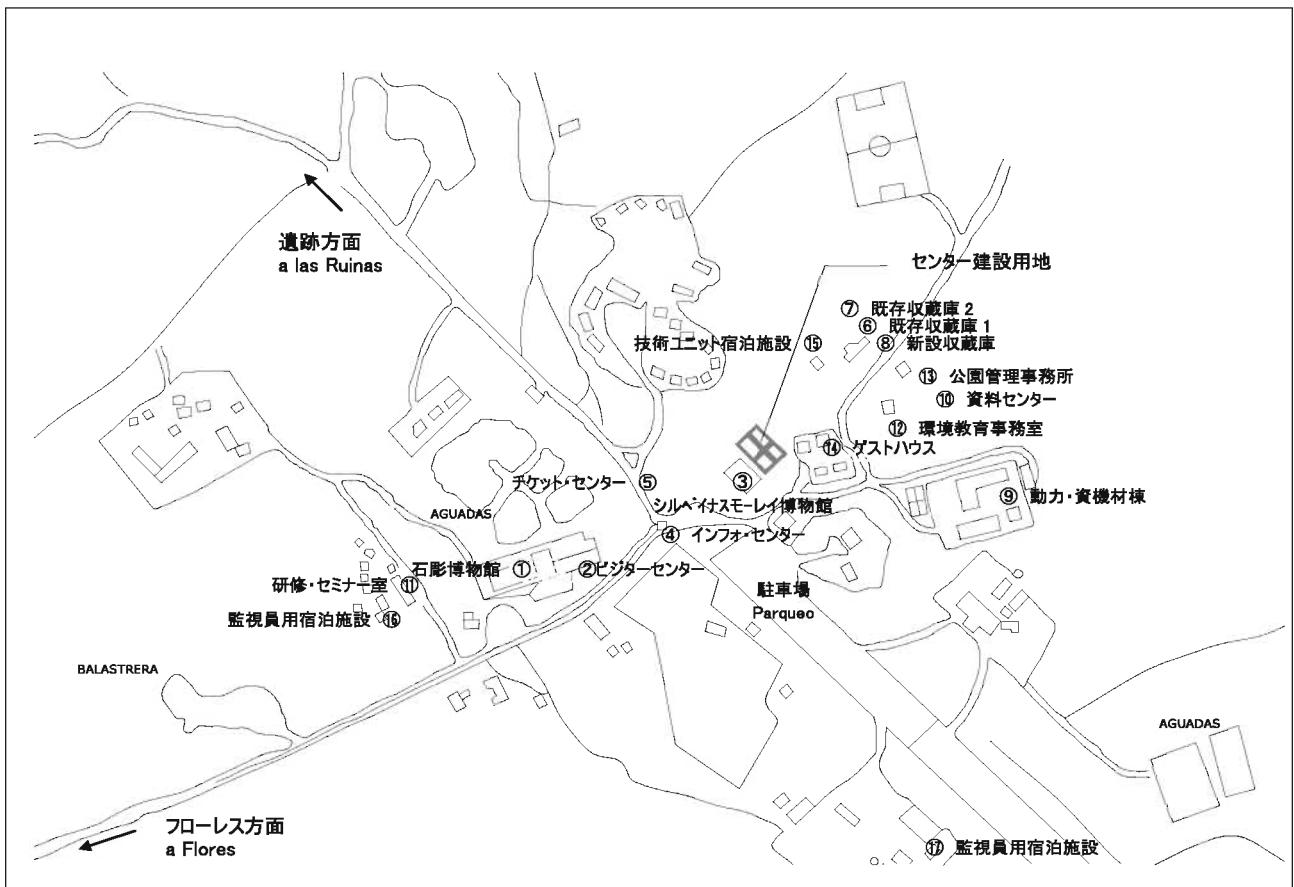 遺跡方面
a las Ruinas
センター建設用地
⑦ 既存収蔵庫 2
⑥ 既存収蔵庫 1
技術ユニット宿泊施設 ⑮
⑧ 新設収蔵庫
⑬ 公園管理事務所
⑩ 資料センター
⑫ 環境教育事務室
⑭ ゲストハウス
チケット・センター ⑤
③
シルベイナスモーレイ博物館
⑨ 動力・資機材棟
AGUADAS
④ インフォ・センター
石彫博物館 ①
②ビジターセンター
研修・セミナー室 ⑪
監視員用宿泊施設 ⑯
駐車場
Parqueo
BALASTRERA
AGUADAS
フローレス方面
a Flores
⑰ 監視員用宿泊施設